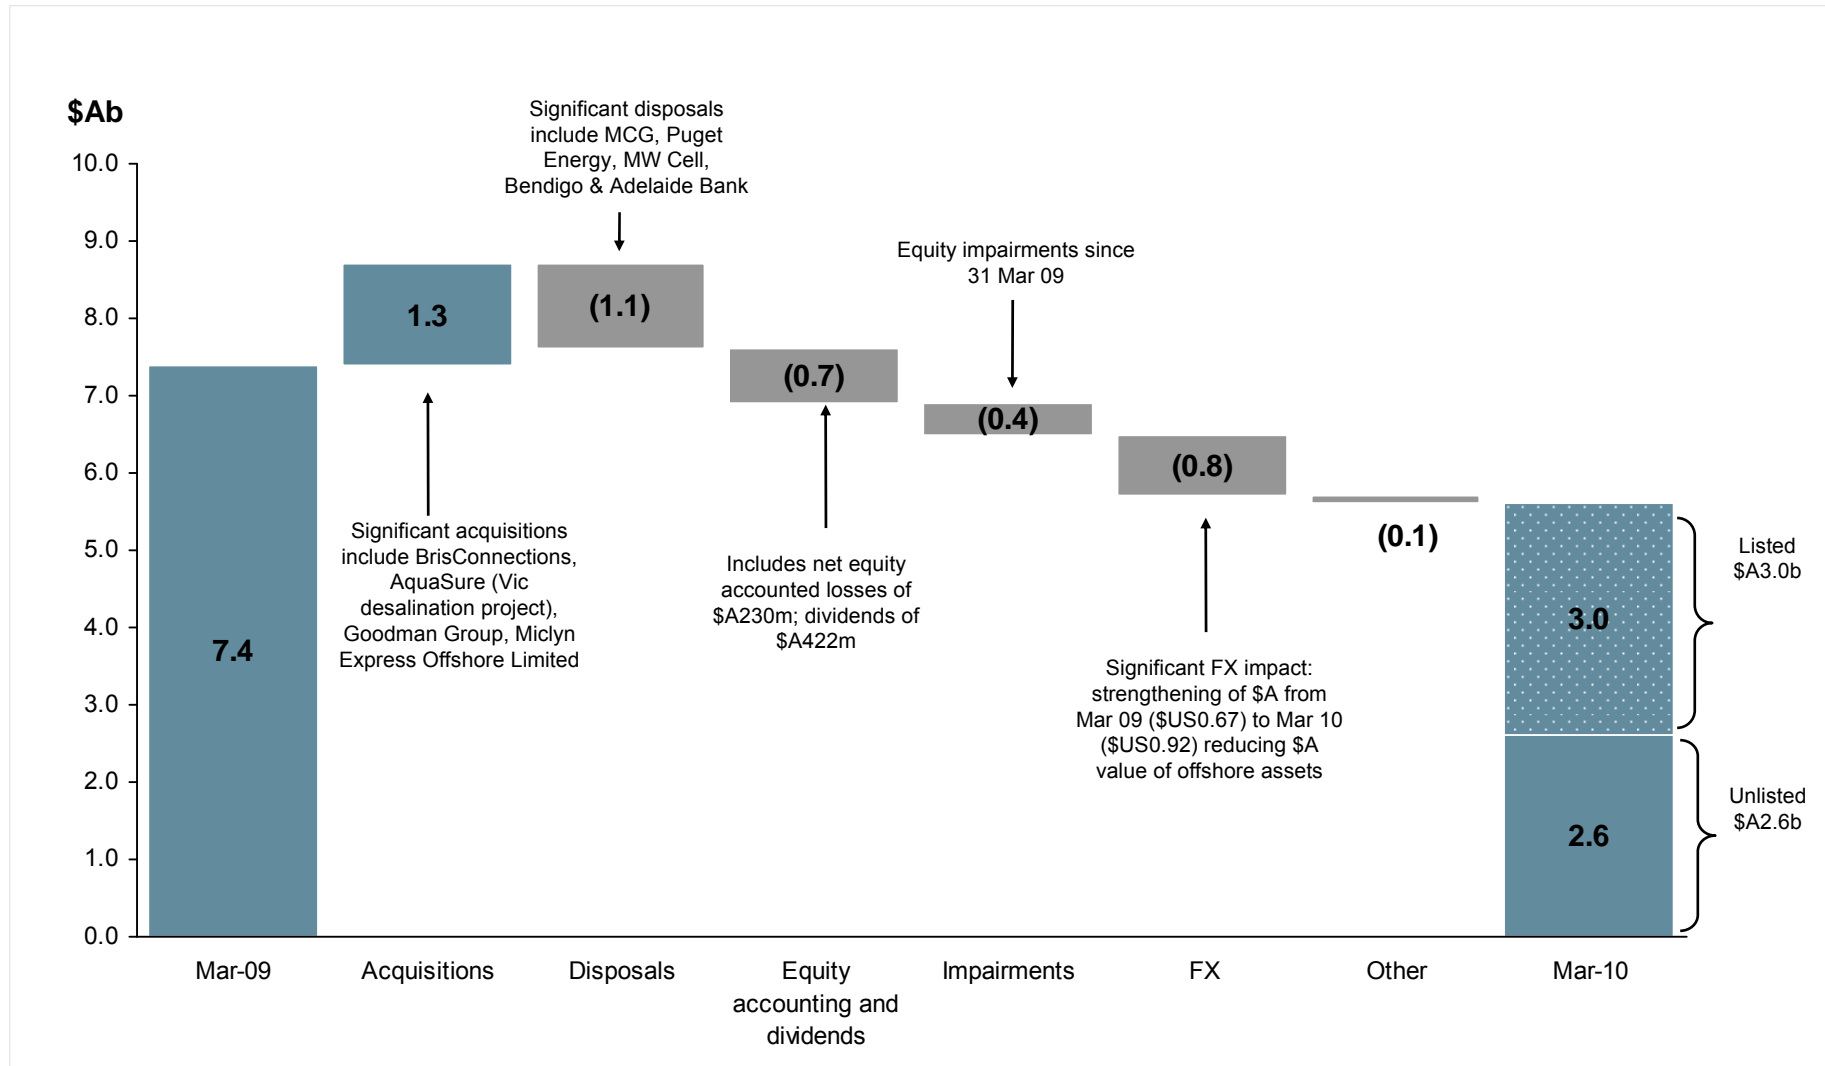 $Ab
10.0
9.0
8.0
7.0
6.0
5.0
4.0
3.0
2.0
1.0
0.0
Significant disposals
include MCG, Puget
Energy, MW Cell,
Bendigo & Adelaide Bank
Equity impairments since
31 Mar 09
7.4
1.3
(1.1)
(0.7)
(0.4)
(0.8)
(0.1)
3.0
2.6
Significant acquisitions
include BrisConnections,
AquaSure (Vic
desalination project),
Goodman Group, Miclyn
Express Offshore Limited
Includes net equity
accounted losses of
$A230m; dividends of
$A422m
Significant FX impact:
strengthening of $A from
Mar 09 ($US0.67) to Mar 10
($US0.92) reducing $A
value of offshore assets
Listed
$A3.0b
Unlisted
$A2.6b
Mar-09
Acquisitions
Disposals
Equity
accounting and
dividends
Impairments
FX
Other
Mar-10